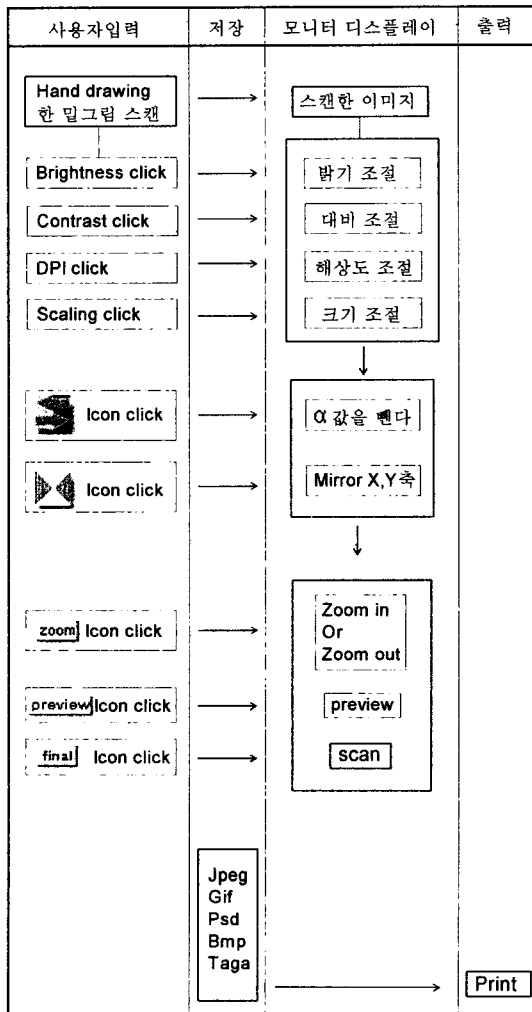 사용자입력 저장 모니터 디스플레이 출력
Hand drawing
한 밑그림 스캔
스캔한 이미지
Brightness click 밝기 조절
Contrast click 대비 조절
DPI click 해상도 조절
Scaling click 크기 조절
Icon click α 값을 뺀다
Icon click Mirror X,Y축
zoom Icon click
Zoom in
Or
Zoom out
preview Icon click preview
final Icon click scan
Jpeg
Gif
Psd
Bmp
Taga
Print